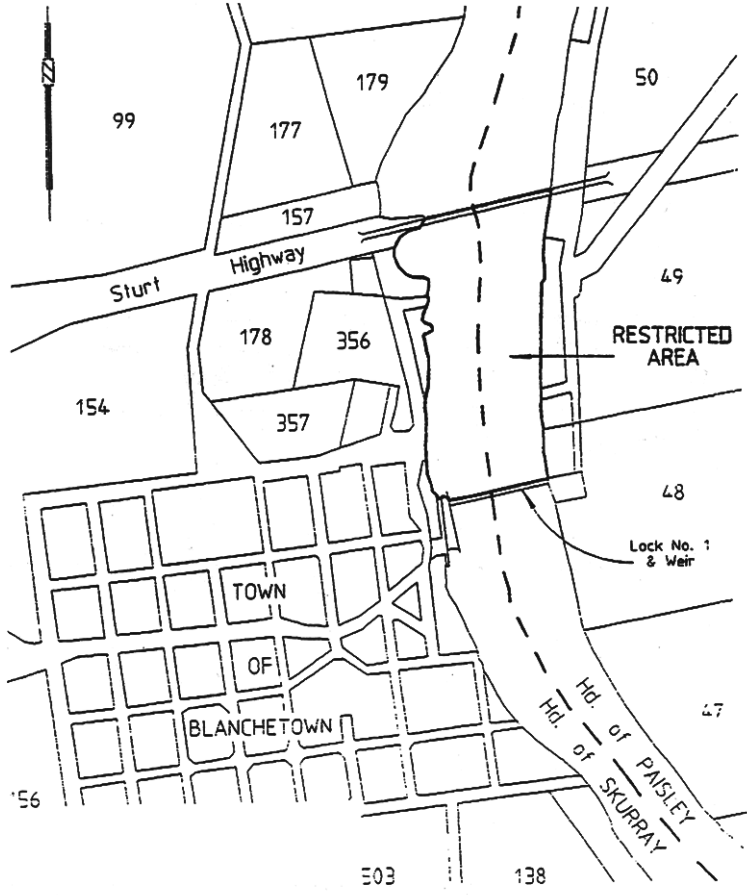 50
179
99
177
157
Sturt Highway
49
178
356
RESTRICTED
AREA
154
357
48
Lock No. 1
& Weir
TOWN
OF
BLANCHETOWN
Hd. of PAISLEY
Hd. of SKURRAY
47
156
503
138